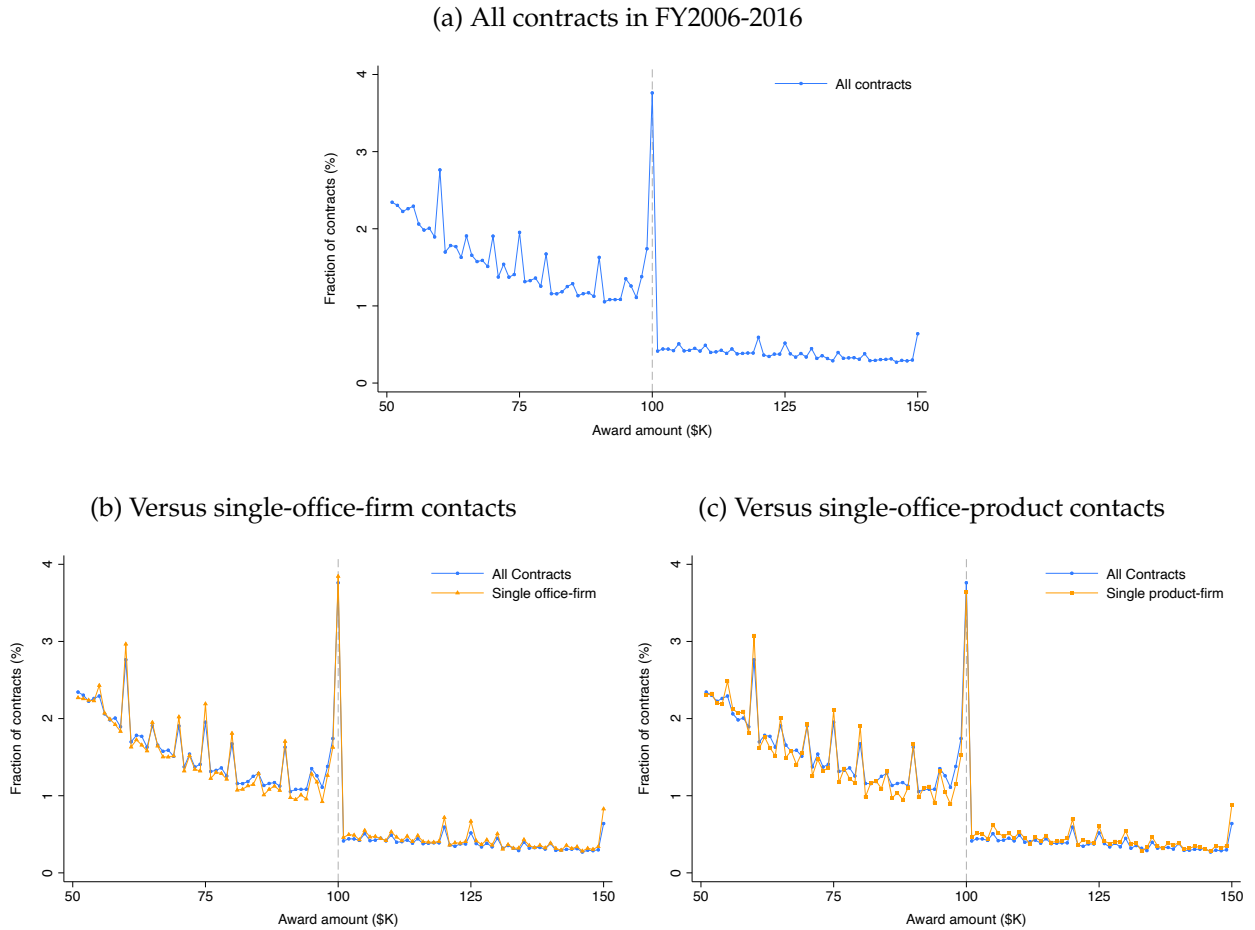 (a) All contracts in FY2006-2016
All contracts
Fraction of contracts (%)
4
3
2
1
0
50 75 100 125 150
Award amount ($K)
(b) Versus single-office-firm contacts
All Contracts
Single office-firm
Fraction of contracts (%)
4
3
2
1
0
50 75 100 125 150
Award amount ($K)
(c) Versus single-office-product contacts
All Contracts
Single product-firm
Fraction of contracts (%)
4
3
2
1
0
50 75 100 125 150
Award amount ($K)